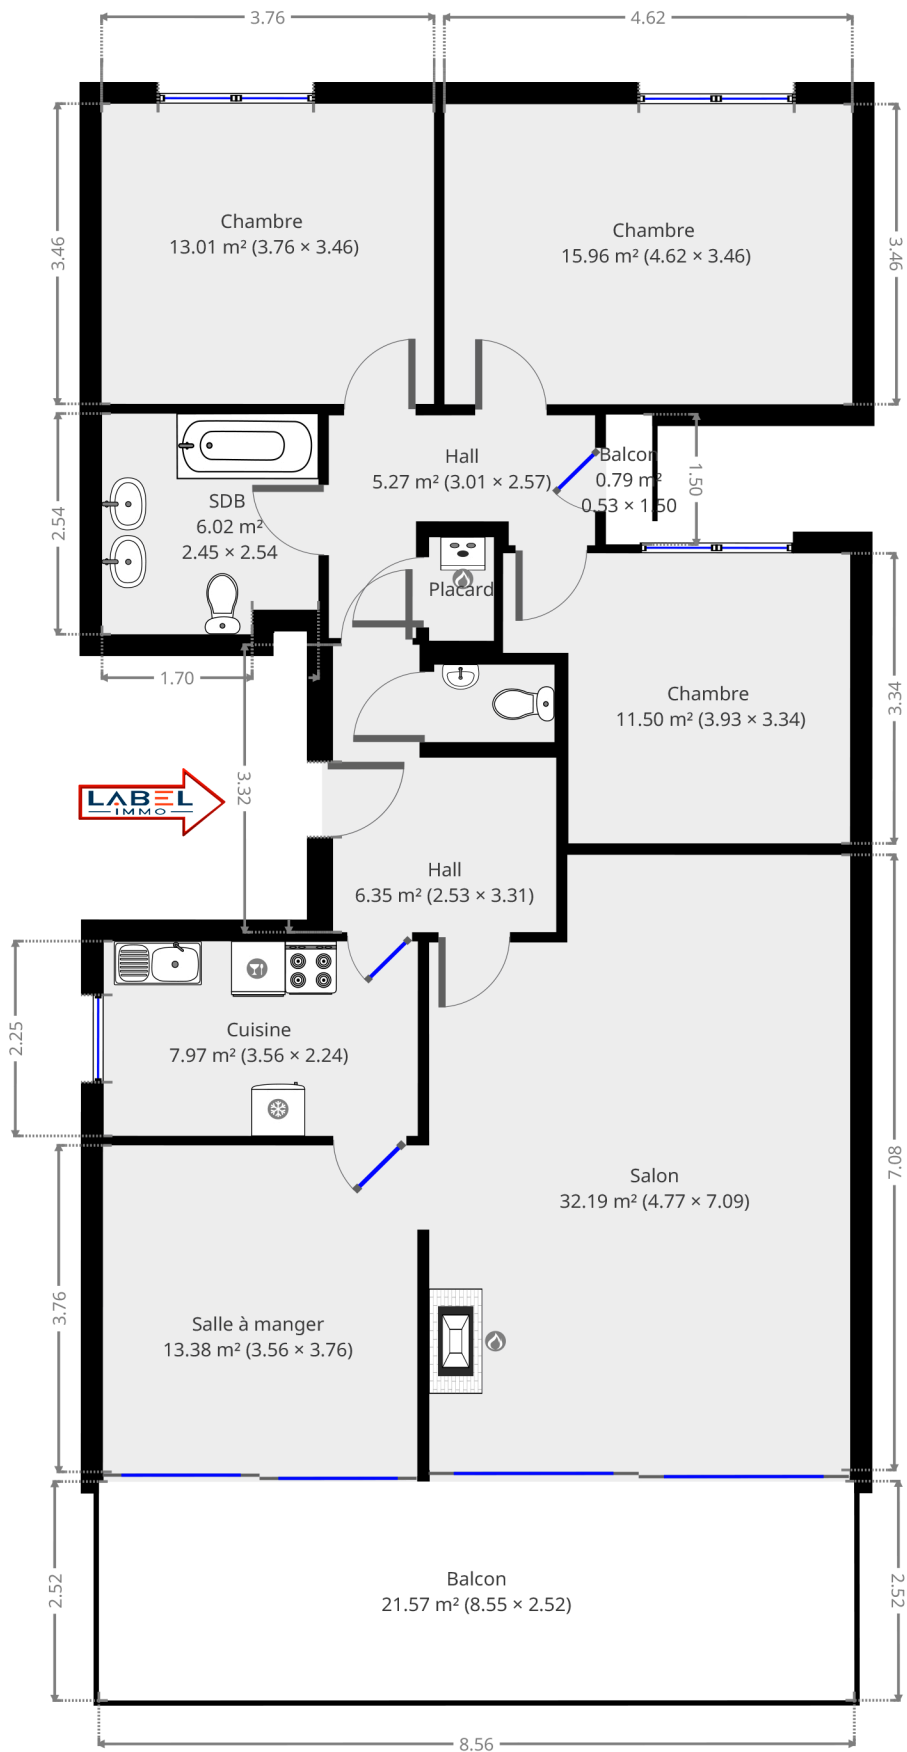 3.76
4.62
3.46
3.46
Chambre
13.01 m² (3.76 × 3.46)
Chambre
15.96 m² (4.62 × 3.46)
Hall
5.27 m² (3.01 × 2.57)
Balcon
0.79 m²
0.53 × 1.50
1.50
2.54
SDB
6.02 m²
2.45 × 2.54
Placard
1.70
3.34
Chambre
11.50 m² (3.93 × 3.34)
3.32
LABEL
IMMO
Hall
6.35 m² (2.53 × 3.31)
2.25
Cuisine
7.97 m² (3.56 × 2.24)
7.08
Salon
32.19 m² (4.77 × 7.09)
3.76
Salle à manger
13.38 m² (3.56 × 3.76)
2.52
Balcon
21.57 m² (8.55 × 2.52)
2.52
8.56